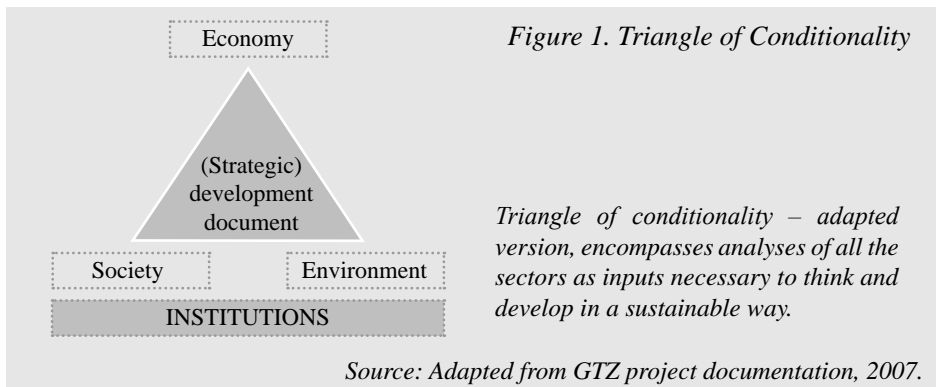 Economy
Figure 1. Triangle of Conditionality
(Strategic)
development
document
Triangle of conditionality – adapted
version, encompasses analyses of all the
sectors as inputs necessary to think and
develop in a sustainable way.
Society
Environment
INSTITUTIONS
Source: Adapted from GTZ project documentation, 2007.